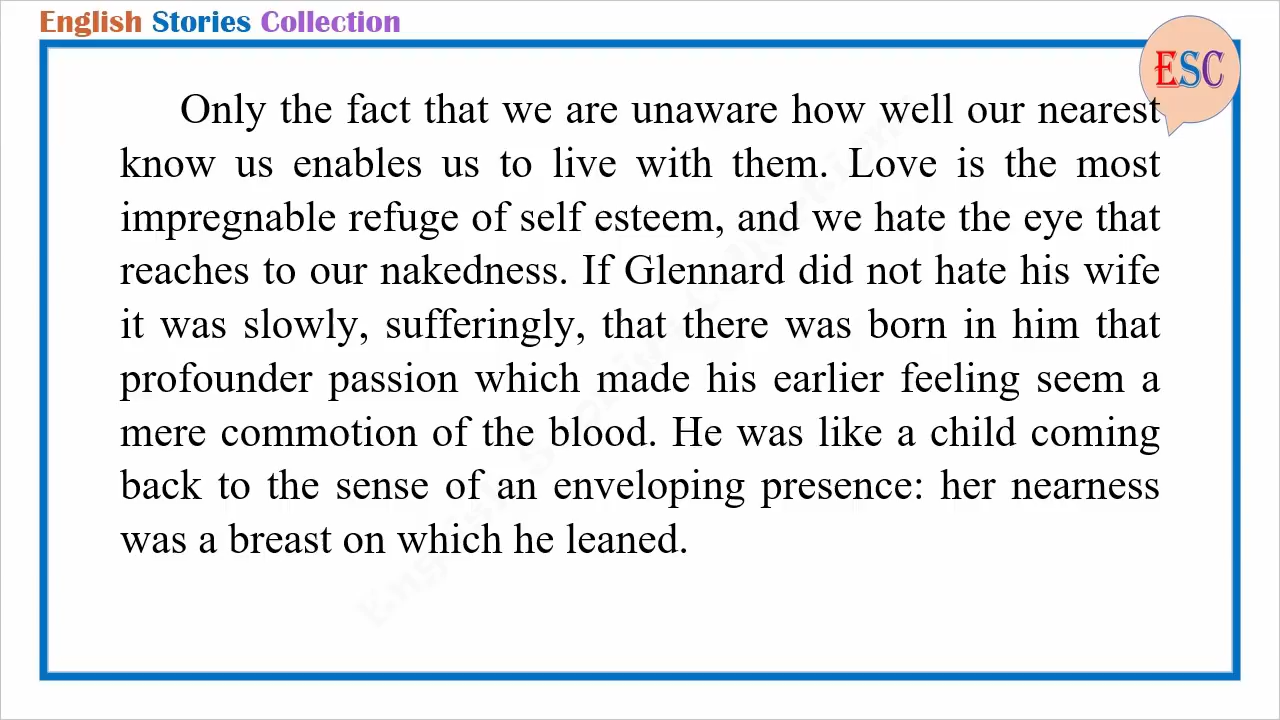 English Stories Collection
ESC
Only the fact that we are unaware how well our nearest
know us enables us to live with them. Love is the most
impregnable refuge of self esteem, and we hate the eye that
reaches to our nakedness. If Glennard did not hate his wife
it was slowly, sufferingly, that there was born in him that
profounder passion which made his earlier feeling seem a
mere commotion of the blood. He was like a child coming
back to the sense of an enveloping presence: her nearness
was a breast on which he leaned.
English Stories Collection